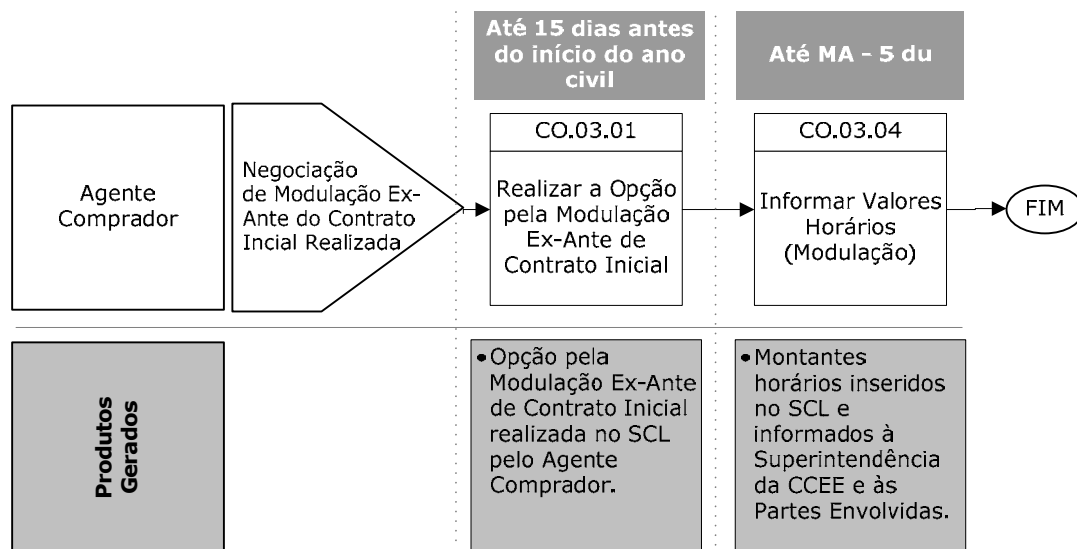 Até 15 dias antes
do início do ano
civil
Até MA - 5 du
Agente
Comprador
Negociação
de Modulação Ex-
Ante do Contrato
Incial Realizada
CO.03.01
Realizar a Opção
pela Modulação
Ex-Ante de
Contrato Inicial
CO.03.04
Informar Valores
Horários
(Modulação)
FIM
Produtos
Gerados
•Opção pela
Modulação Ex-Ante
de Contrato Inicial
realizada no SCL
pelo Agente
Comprador.
•Montantes
horários inseridos
no SCL e
informados à
Superintendência
da CCEE e às
Partes Envolvidas.